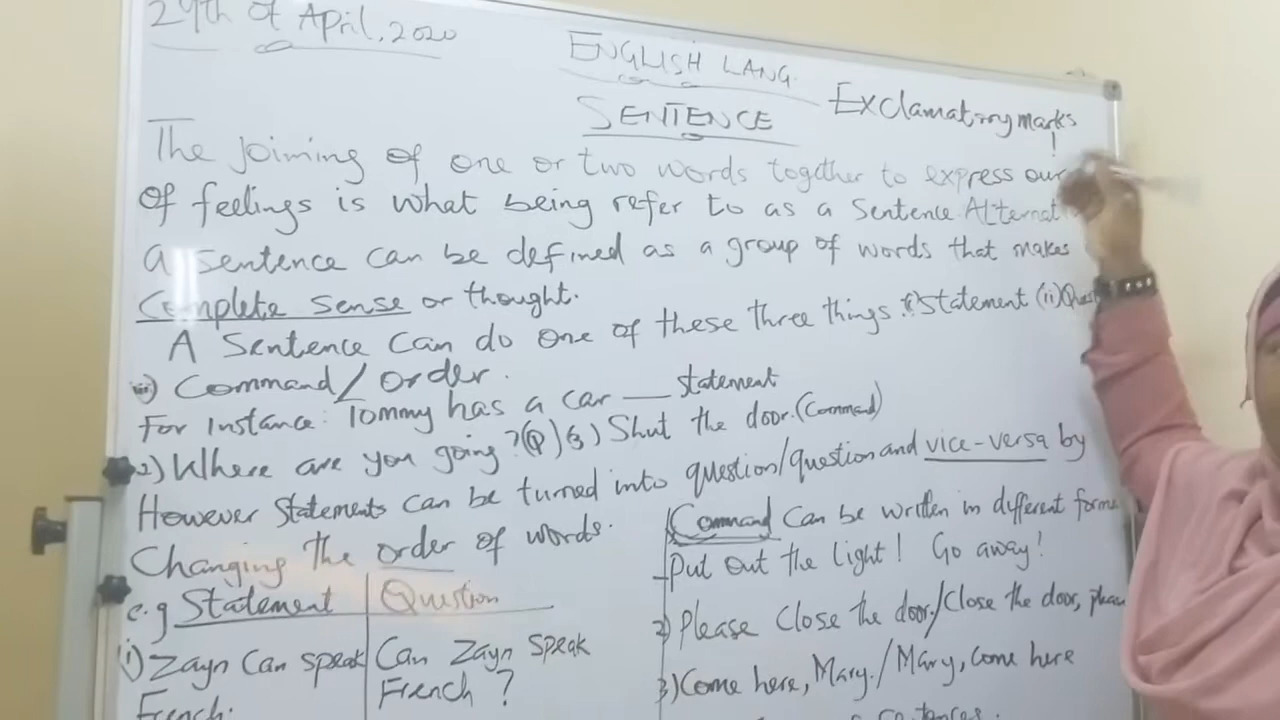 29th of April, 2020
ENGLISH LANG.
SENTENCE
Exclamatory marks
!
The joining of one or two words together to express our
of feelings is what being refer to as a Sentence. Alternat
a sentence can be defined as a group of words that makes
Complete sense or thought.
A Sentence can do one of these three things: (i) Statement (ii) Quest
(iii) Command/Order.
For Instance: Tommy has a car ___ statement
2) Where are you going? (Q) 3) Shut the door. (Command)
However Statements can be turned into question/question and vice-versa by
Changing the order of words.
e.g Statement | Question
(i) Zayn Can speak | Can Zayn speak
French. | French ?
Command Can be written in different forms
Put out the light! Go away!
2) Please Close the door./Close the door, pleas
3) Come here, Mary./Mary, Come here